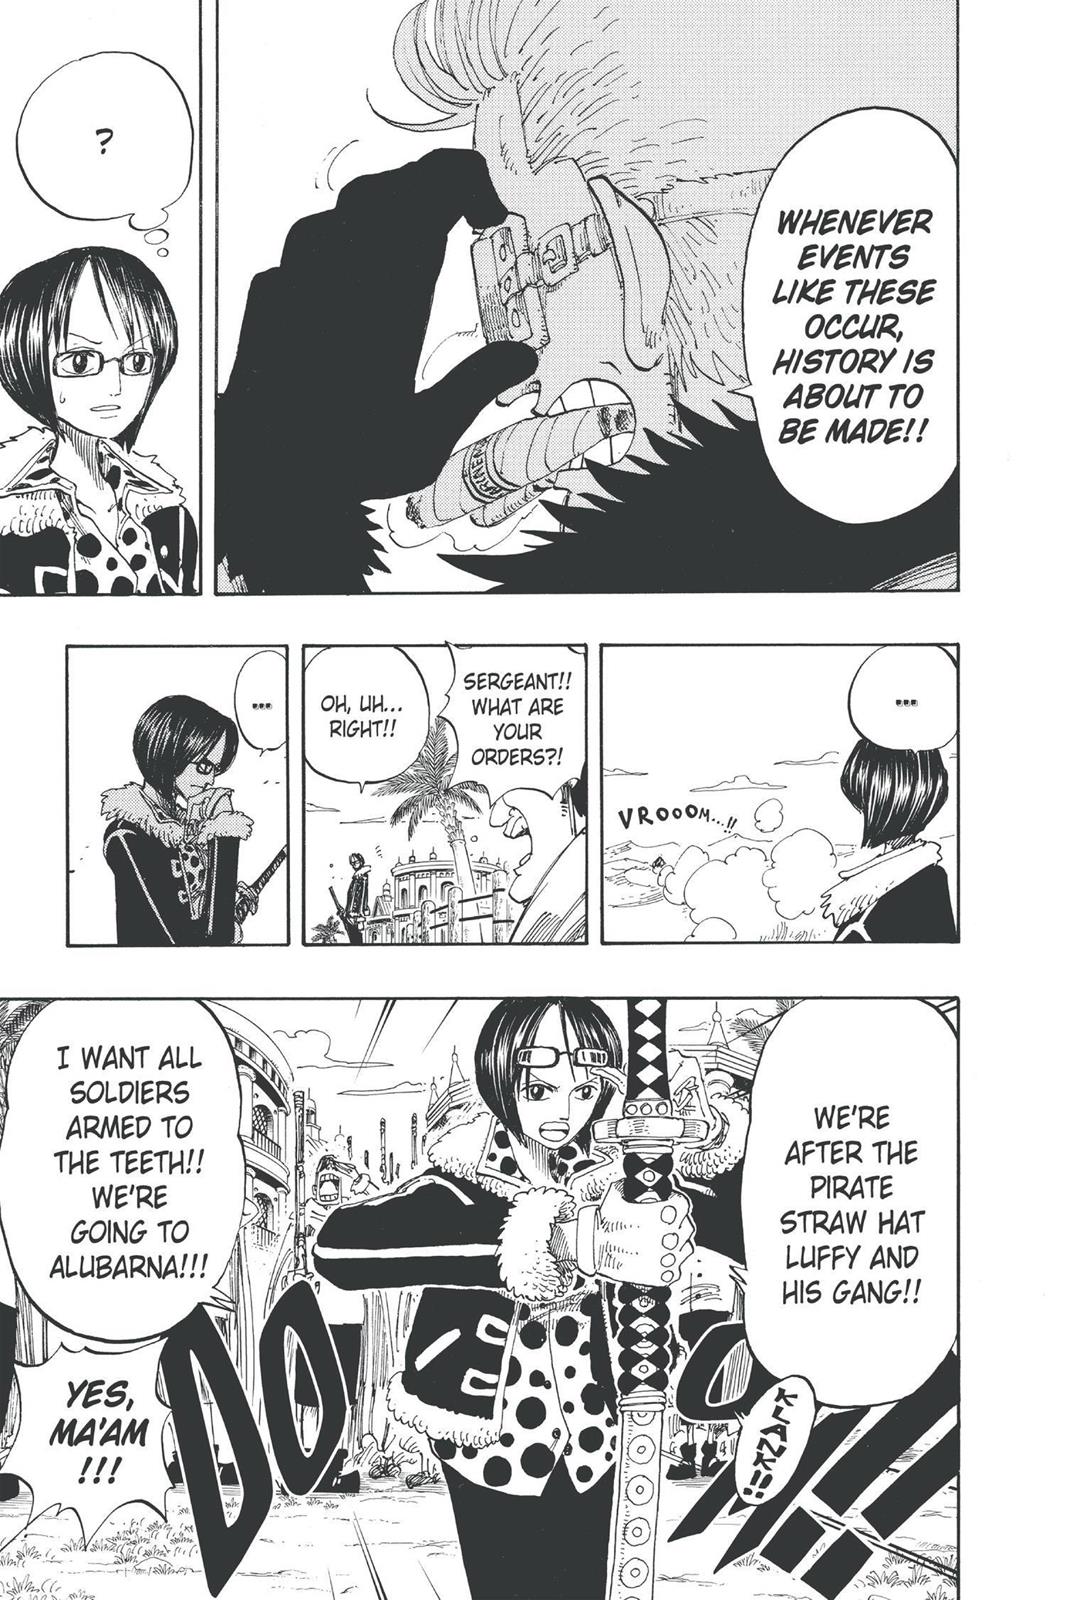 WHENEVER
EVENTS
LIKE THESE
OCCUR,
HISTORY IS
ABOUT TO
BE MADE!!
?
...
VROOOM...!!
SERGEANT!!
WHAT ARE
YOUR
ORDERS?!
OH, UH...
RIGHT!!
...
WE'RE
AFTER THE
PIRATE
STRAW HAT
LUFFY AND
HIS GANG!!
KLANK!!
I WANT ALL
SOLDIERS
ARMED TO
THE TEETH!!
WE'RE
GOING TO
ALUBARNA!!!
DOO
!!!
YES,
MA'AM
!!!